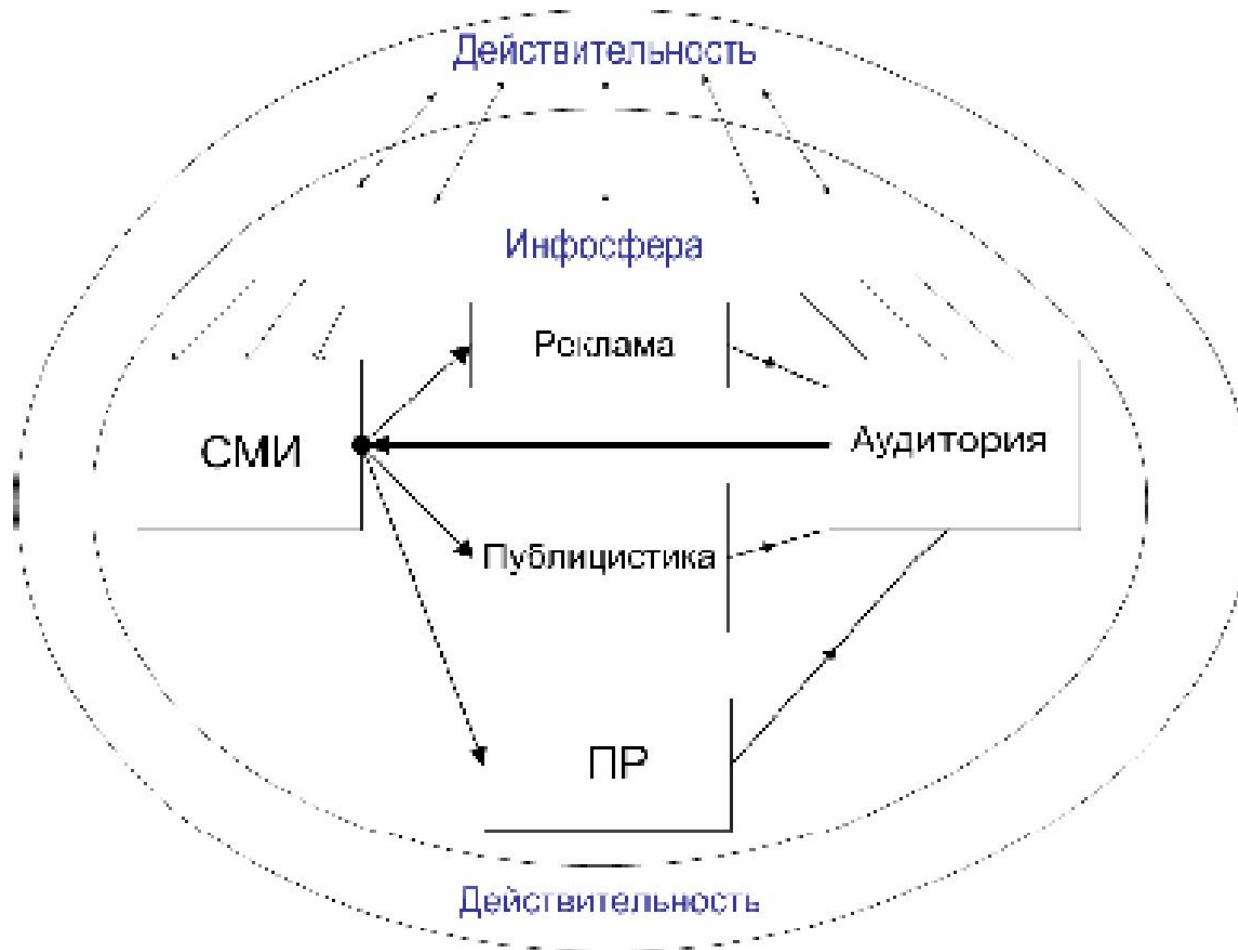 Действительность
Инфосфера
Реклама
СМИ
Аудитория
Публицистика
ПР
Действительность